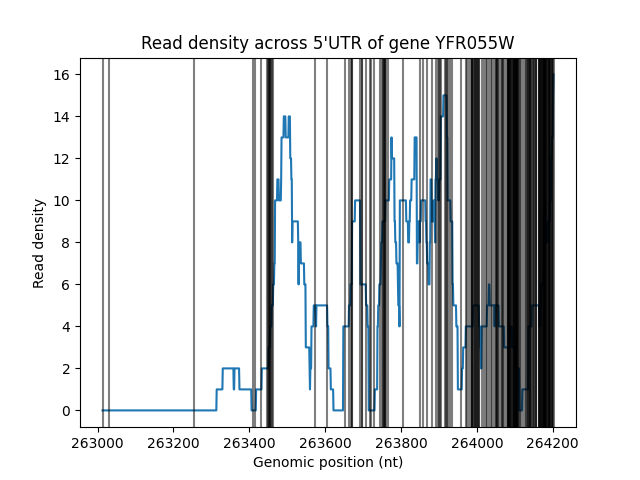 Read density across 5'UTR of gene YFR055W
16
14
12
10
8
6
4
2
0
Read density
263000 263200 263400 263600 263800 264000 264200
Genomic position (nt)